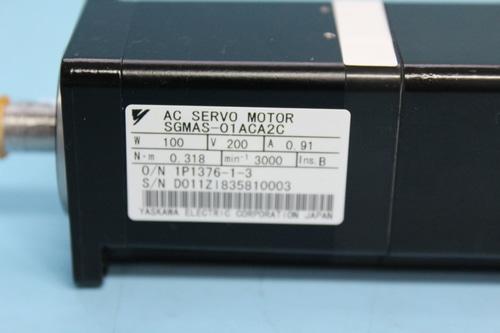 AC SERVO MOTOR
SGMAS-01ACA2C
W 100 V 200 A 0.91
N·m 0.318 min⁻¹ 3000 Ins. B
O/N 1P1376-1-3
S/N D011Z1835810003
YASKAWA ELECTRIC CORPORATION JAPAN